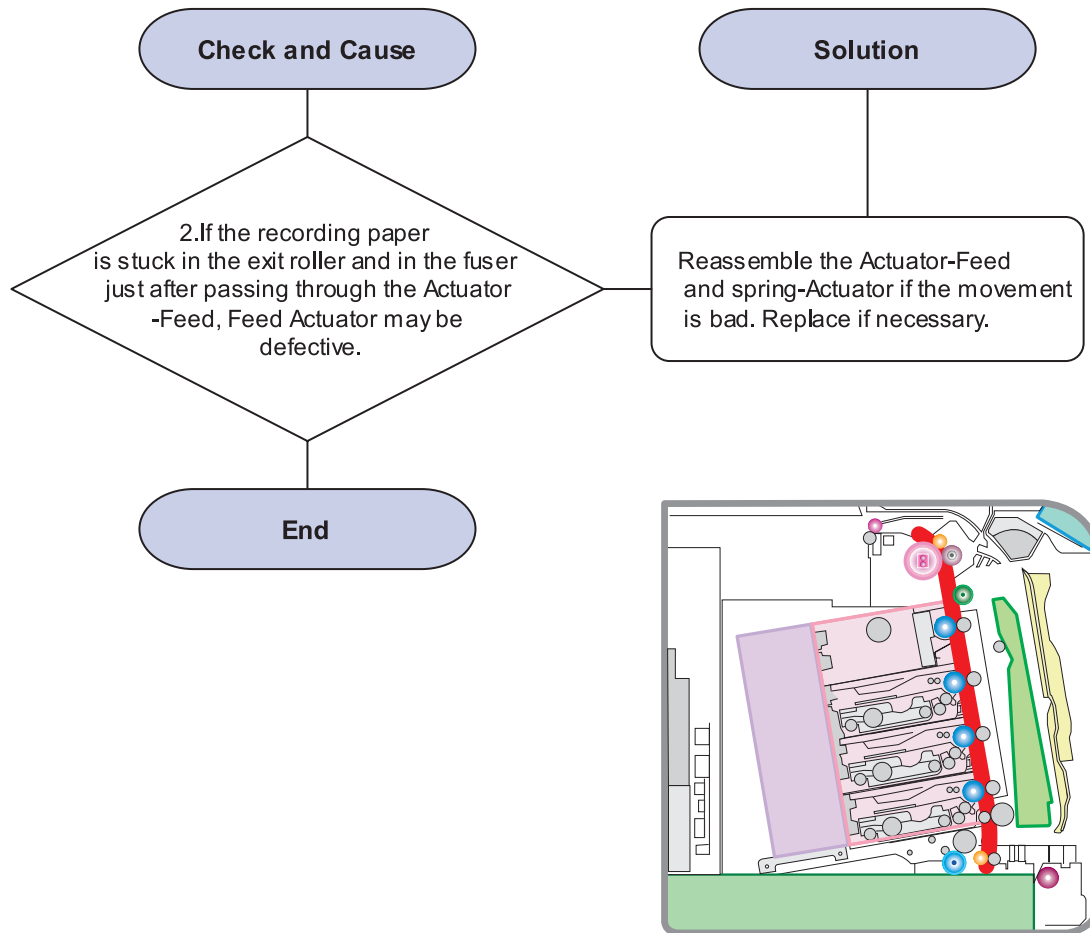 Check and Cause
Solution
2.If the recording paper
is stuck in the exit roller and in the fuser
just after passing through the Actuator
-Feed, Feed Actuator may be
defective.
Reassemble the Actuator-Feed
and spring-Actuator if the movement
is bad. Replace if necessary.
End